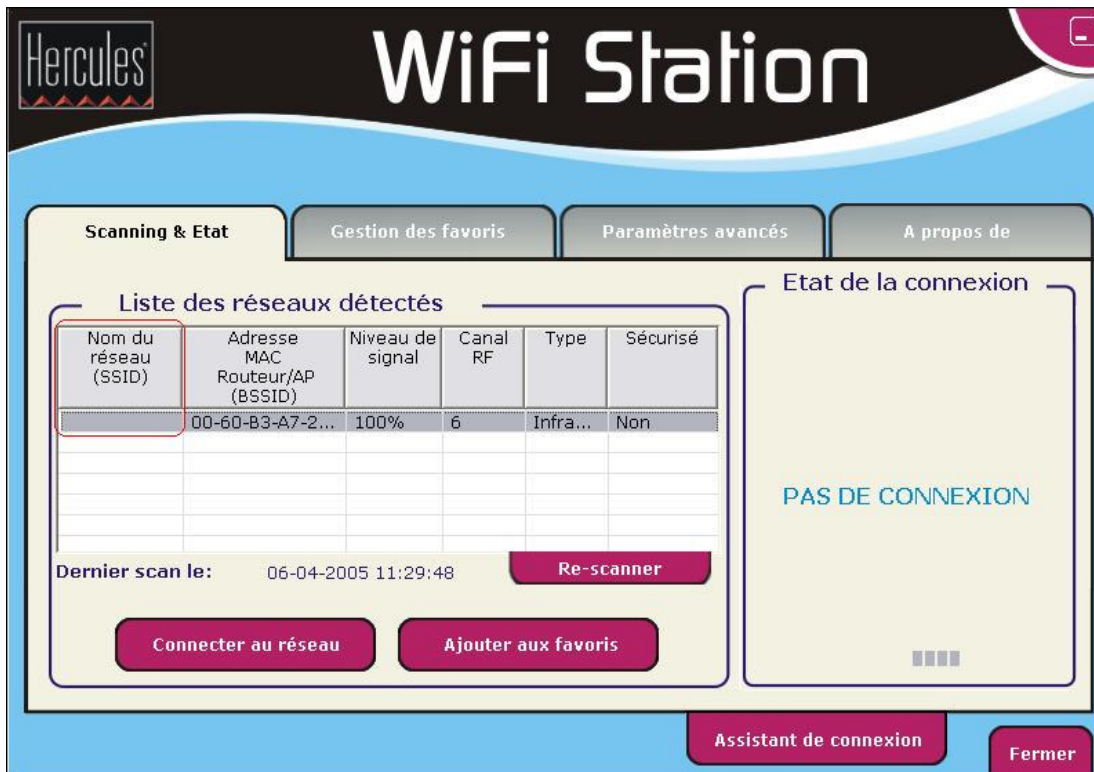 Hercules
WiFi Station
Scanning & Etat
Gestion des favoris
Paramètres avancés
A propos de
Liste des réseaux détectés
Nom du réseau (SSID)
Adresse MAC Routeur/AP (BSSID)
Niveau de signal
Canal RF
Type
Sécurisé
00-60-B3-A7-2... 100% 6 Infra... Non
Dernier scan le: 06-04-2005 11:29:48
Re-scanner
Connecter au réseau
Ajouter aux favoris
Etat de la connexion
PAS DE CONNEXION
Assistant de connexion
Fermer